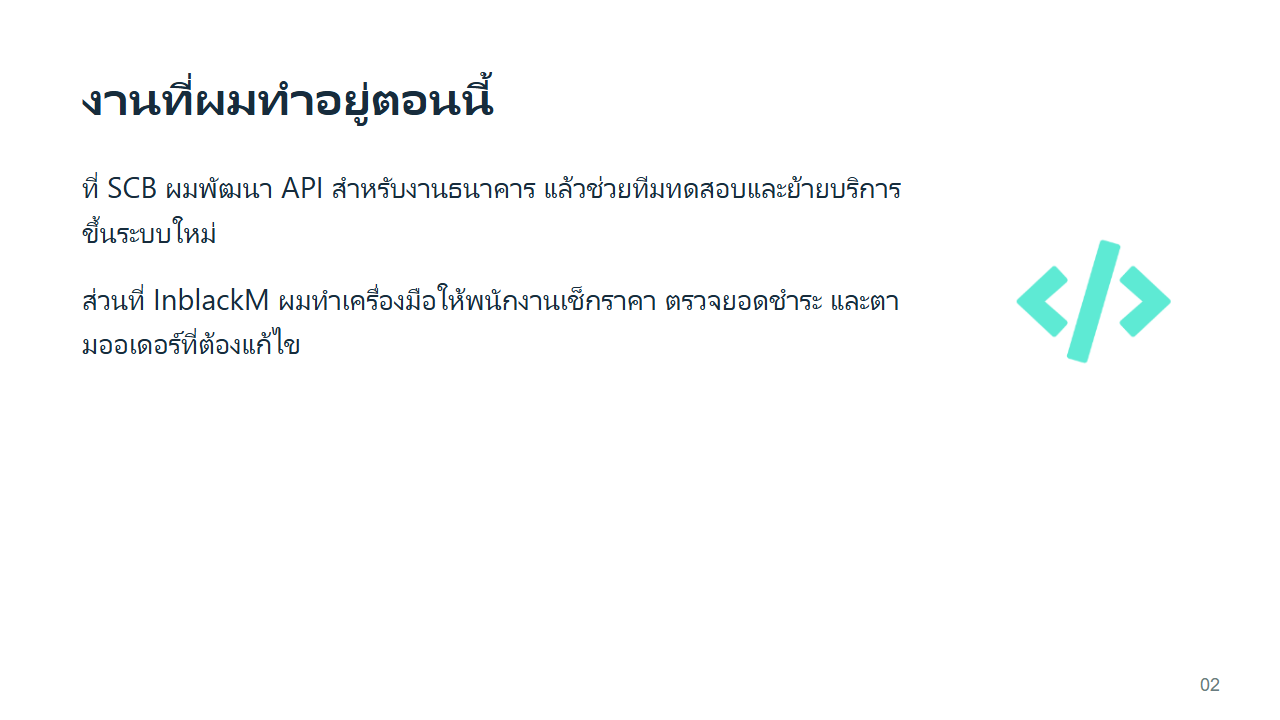 งานที่ผมทำอยู่ตอนนี้
ที่ SCB ผมพัฒนา API สำหรับงานธนาคาร แล้วช่วยทีมทดสอบและย้ายบริการ
ขึ้นระบบใหม่
ส่วนที่ InblackM ผมทำเครื่องมือให้พนักงานเช็กราคา ตรวจยอดชำระ และตา
มออเดอร์ที่ต้องแก้ไข
02